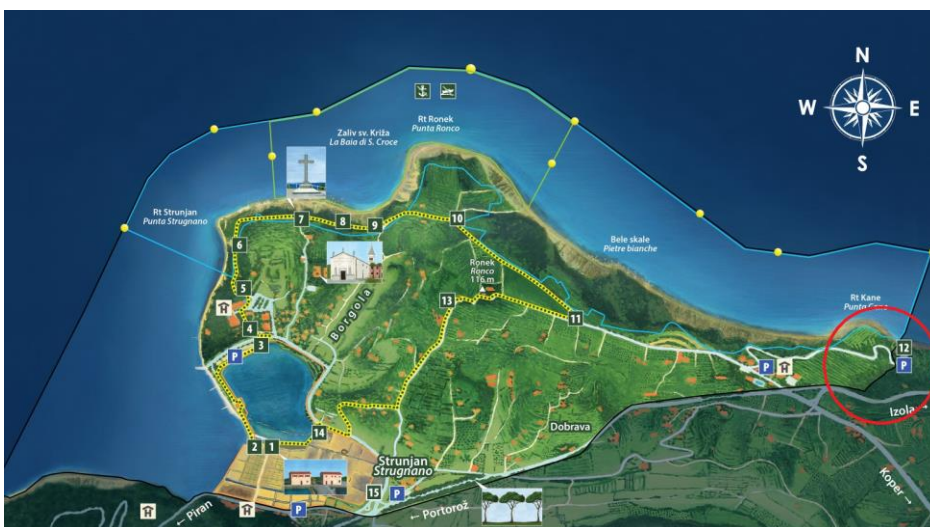 N
W E
S
Rt Ronek
Punta Ronco
Zaliv sv. Križa
La Baia di S. Croce
Rt Strunjan
Punta Strugnano
7
8
9
10
6
Bele skale
Pietre bianche
Ronek
Ronco
116 m
Rt Kane
Punta Cane
5
13
11
12
P
4
3
P
Borgola
P
14
2
1
Dobrava
Izola →
Strunjan
Strugnano
15
P
Koper →
← Portorož
← Piran
P